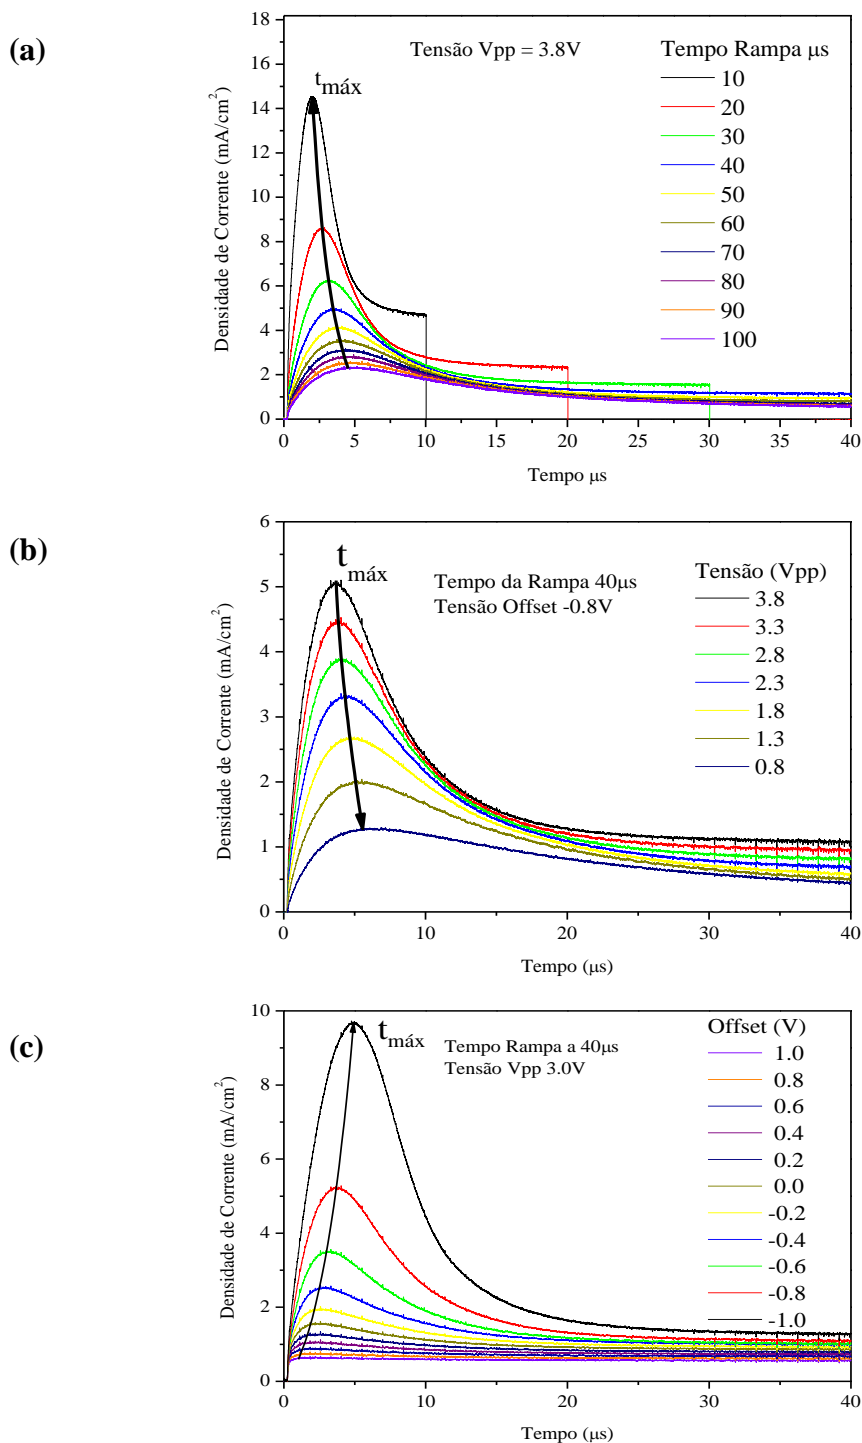 (a)
Densidade de Corrente (mA/cm²)
18
16
14
12
10
8
6
4
2
0
0 5 10 15 20 25 30 35 40
Tempo μs
Tensão Vpp = 3.8V
t máx
Tempo Rampa μs
10
20
30
40
50
60
70
80
90
100
(b)
Densidade de Corrente (mA/cm²)
6
5
4
3
2
1
0
0 10 20 30 40
Tempo (μs)
t máx
Tempo da Rampa 40μs
Tensão Offset -0.8V
Tensão (Vpp)
3.8
3.3
2.8
2.3
1.8
1.3
0.8
(c)
Densidade de Corrente (mA/cm²)
10
8
6
4
2
0
0 10 20 30 40
Tempo (μs)
t máx
Tempo Rampa a 40μs
Tensão Vpp 3.0V
Offset (V)
1.0
0.8
0.6
0.4
0.2
0.0
-0.2
-0.4
-0.6
-0.8
-1.0